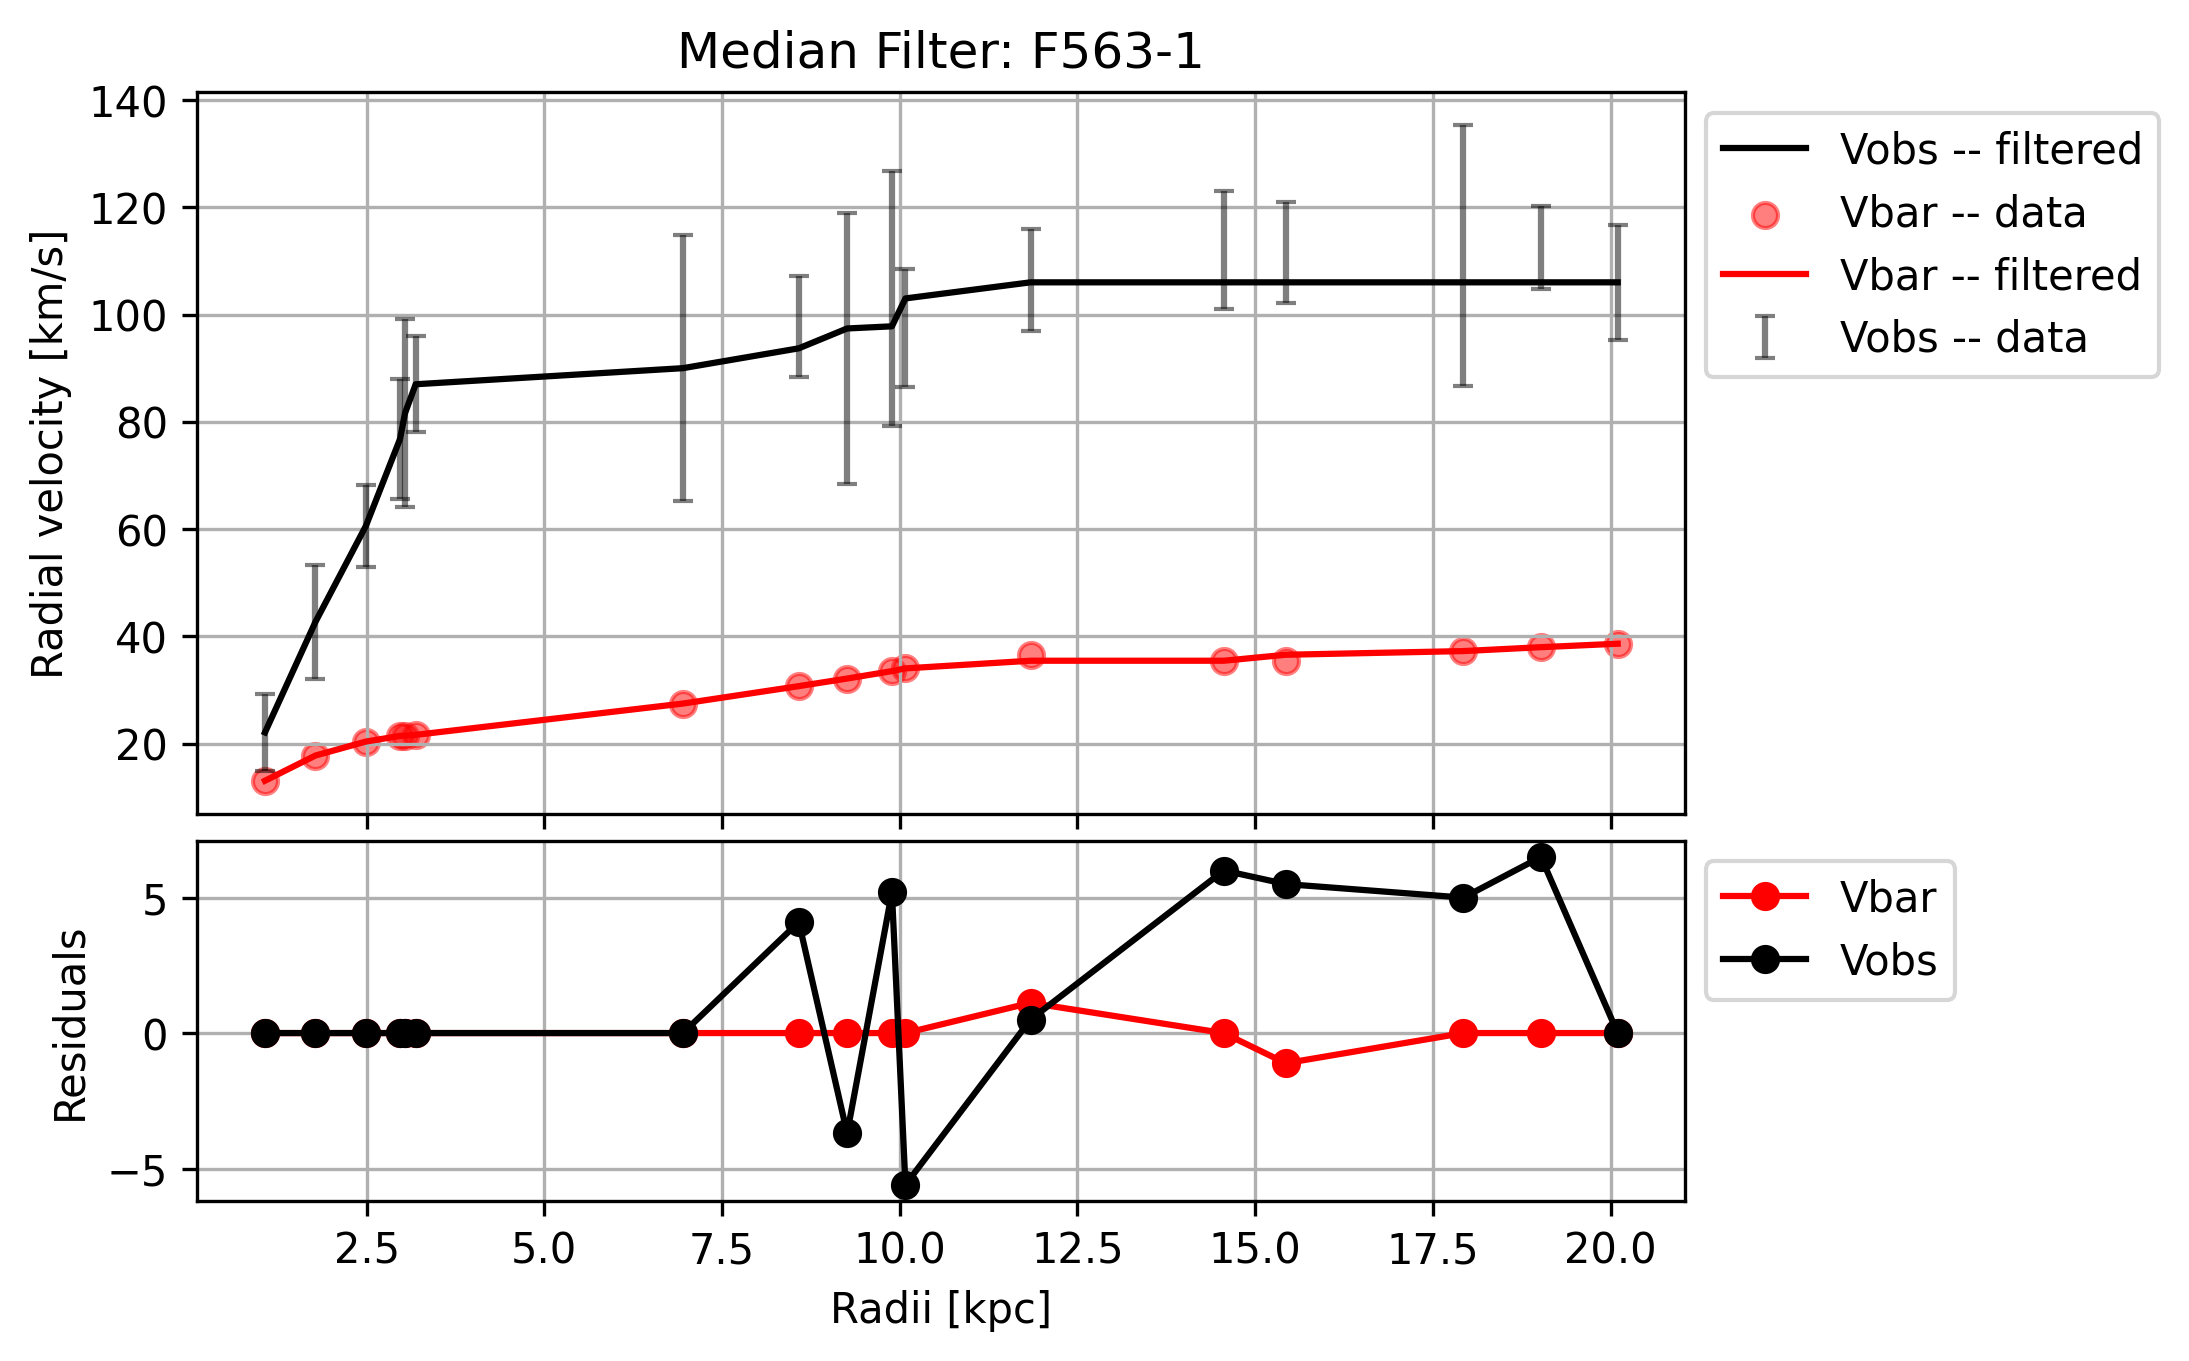 Median Filter: F563-1
140
120
100
80
60
40
20
Radial velocity [km/s]
Vobs -- filtered
Vbar -- data
Vbar -- filtered
Vobs -- data
5
0
−5
Residuals
Vbar
Vobs
2.5 5.0 7.5 10.0 12.5 15.0 17.5 20.0
Radii [kpc]